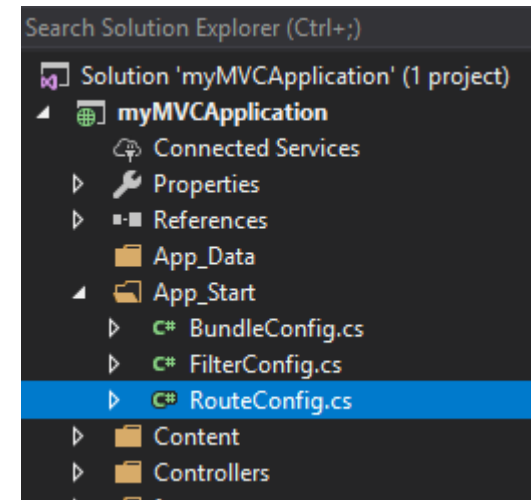 Search Solution Explorer (Ctrl+;)
Solution 'myMVCApplication' (1 project)
myMVCApplication
Connected Services
Properties
References
App_Data
App_Start
C# BundleConfig.cs
C# FilterConfig.cs
C# RouteConfig.cs
Content
Controllers